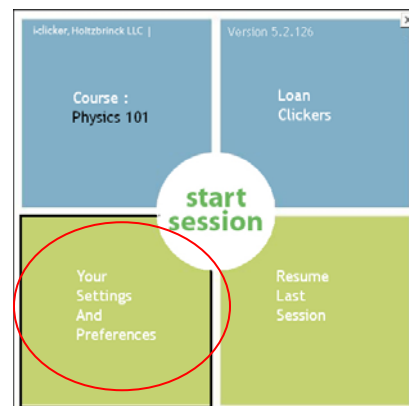 i-clicker, Holtzbrinck LLC |
Version 5.2.126
Course :
Physics 101
Loan
Clickers
start
session
Your
Settings
And
Preferences
Resume
Last
Session